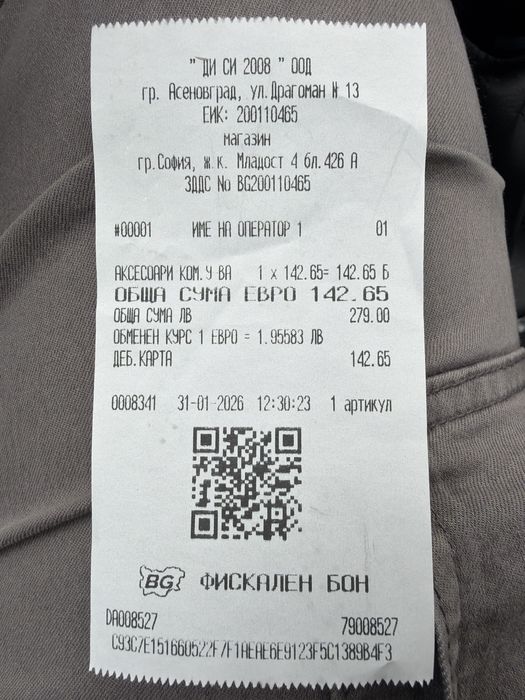 " ДИ СИ 2008 " ООД
гр. Асеновград, ул.Драгоман N 13
ЕИК: 200110465
магазин
гр.София, ж.к. Младост 4 бл.426 А
ЗДДС No BG200110465
#00001 ИМЕ НА ОПЕРАТОР 1 01
АКСЕСОАРИ КОМ.У ВА 1 x 142.65= 142.65 Б
ОБЩА СУМА ЕВРО 142.65
ОБЩА СУМА ЛВ 279.00
ОБМЕНЕН КУРС 1 ЕВРО = 1.95583 ЛВ
ДЕБ.КАРТА 142.65
0008341 31-01-2026 12:30:23 1 артикул
BG ФИСКАЛЕН БОН
DA008527 79008527
C93C7E151660522F7F1AEAE6E9123F5C1389B4F3